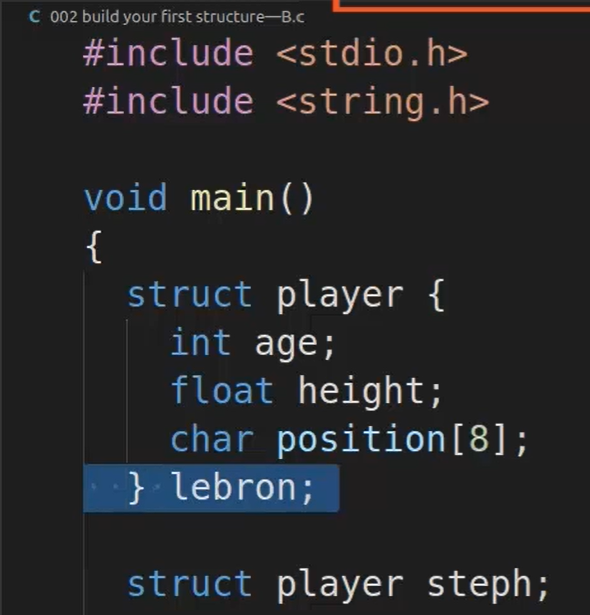 C 002 build your first structure—B.c
#include <stdio.h>
#include <string.h>
void main()
{
struct player {
int age;
float height;
char position[8];
} lebron;
struct player steph;